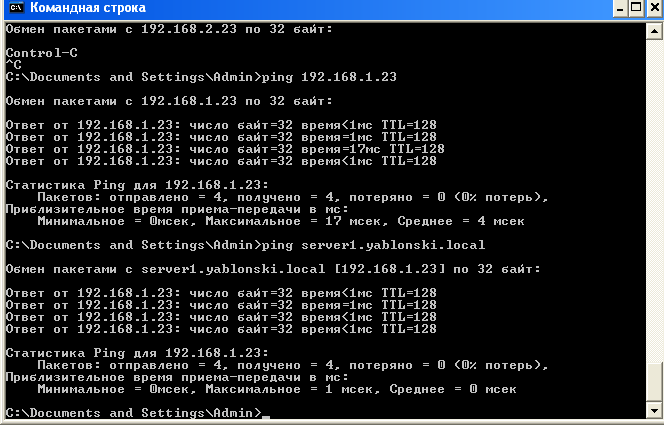 Командная строка
Обмен пакетами с 192.168.2.23 по 32 байт:
Control-C
^C
C:\Documents and Settings\Admin>ping 192.168.1.23
Обмен пакетами с 192.168.1.23 по 32 байт:
Ответ от 192.168.1.23: число байт=32 время<1мс TTL=128
Ответ от 192.168.1.23: число байт=32 время=1мс TTL=128
Ответ от 192.168.1.23: число байт=32 время=17мс TTL=128
Ответ от 192.168.1.23: число байт=32 время<1мс TTL=128
Статистика Ping для 192.168.1.23:
Пакетов: отправлено = 4, получено = 4, потеряно = 0 (0% потерь),
Приблизительное время приема-передачи в мс:
Минимальное = 0мсек, Максимальное = 17 мсек, Среднее = 4 мсек
C:\Documents and Settings\Admin>ping server1.yablonski.local
Обмен пакетами с server1.yablonski.local [192.168.1.23] по 32 байт:
Ответ от 192.168.1.23: число байт=32 время<1мс TTL=128
Ответ от 192.168.1.23: число байт=32 время=1мс TTL=128
Ответ от 192.168.1.23: число байт=32 время<1мс TTL=128
Ответ от 192.168.1.23: число байт=32 время<1мс TTL=128
Статистика Ping для 192.168.1.23:
Пакетов: отправлено = 4, получено = 4, потеряно = 0 (0% потерь),
Приблизительное время приема-передачи в мс:
Минимальное = 0мсек, Максимальное = 1 мсек, Среднее = 0 мсек
C:\Documents and Settings\Admin>_